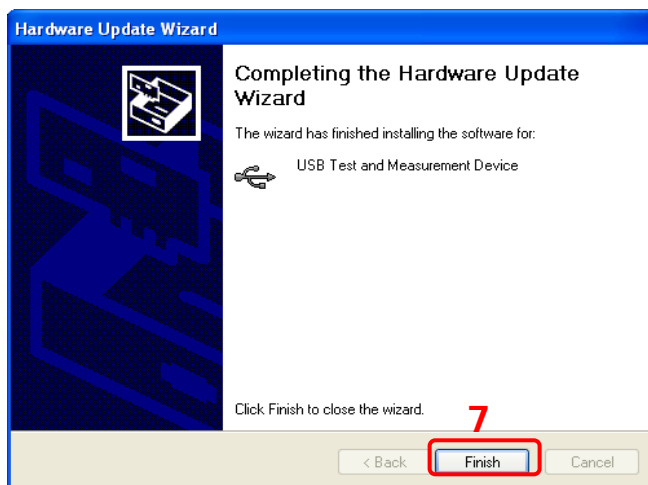 Hardware Update Wizard
Completing the Hardware Update
Wizard
The wizard has finished installing the software for:
USB Test and Measurement Device
Click Finish to close the wizard.
7
< Back Finish Cancel